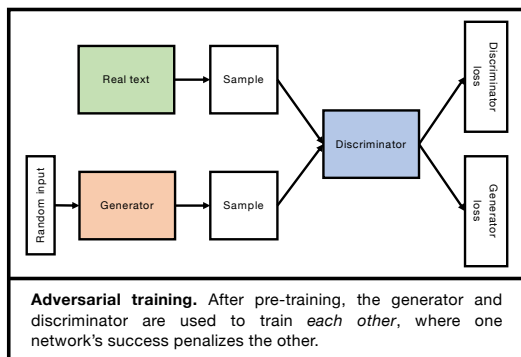 Real text
Sample
Discriminator
loss
Discriminator
Random input
Generator
Sample
Generator
loss
Adversarial training. After pre-training, the generator and
discriminator are used to train each other, where one
network's success penalizes the other.